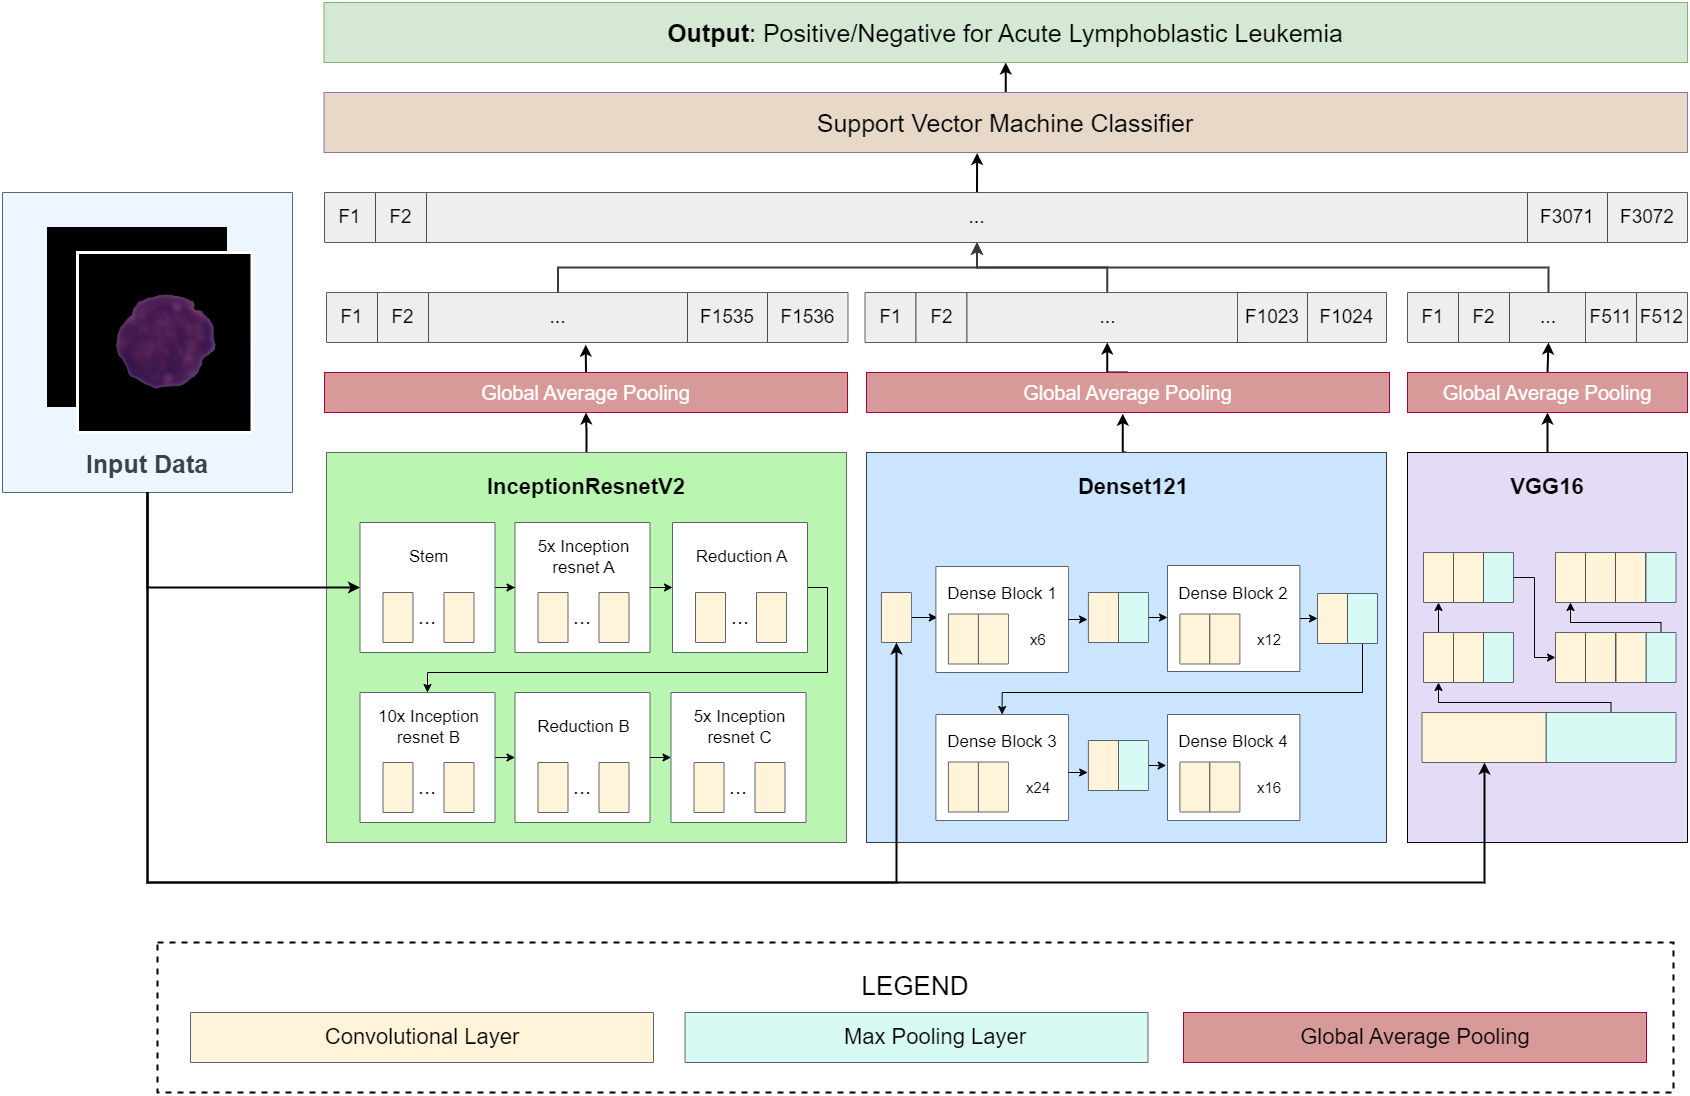 Output: Positive/Negative for Acute Lymphoblastic Leukemia
Support Vector Machine Classifier
F1 F2 ... F3071 F3072
F1 F2 ... F1535 F1536
F1 F2 ... F1023 F1024
F1 F2 ... F511 F512
Global Average Pooling
Global Average Pooling
Global Average Pooling
Input Data
InceptionResnetV2
Stem
...
5x Inception
resnet A
...
Reduction A
...
10x Inception
resnet B
...
Reduction B
...
5x Inception
resnet C
...
Denset121
Dense Block 1
x6
Dense Block 2
x12
Dense Block 3
x24
Dense Block 4
x16
VGG16
LEGEND
Convolutional Layer
Max Pooling Layer
Global Average Pooling